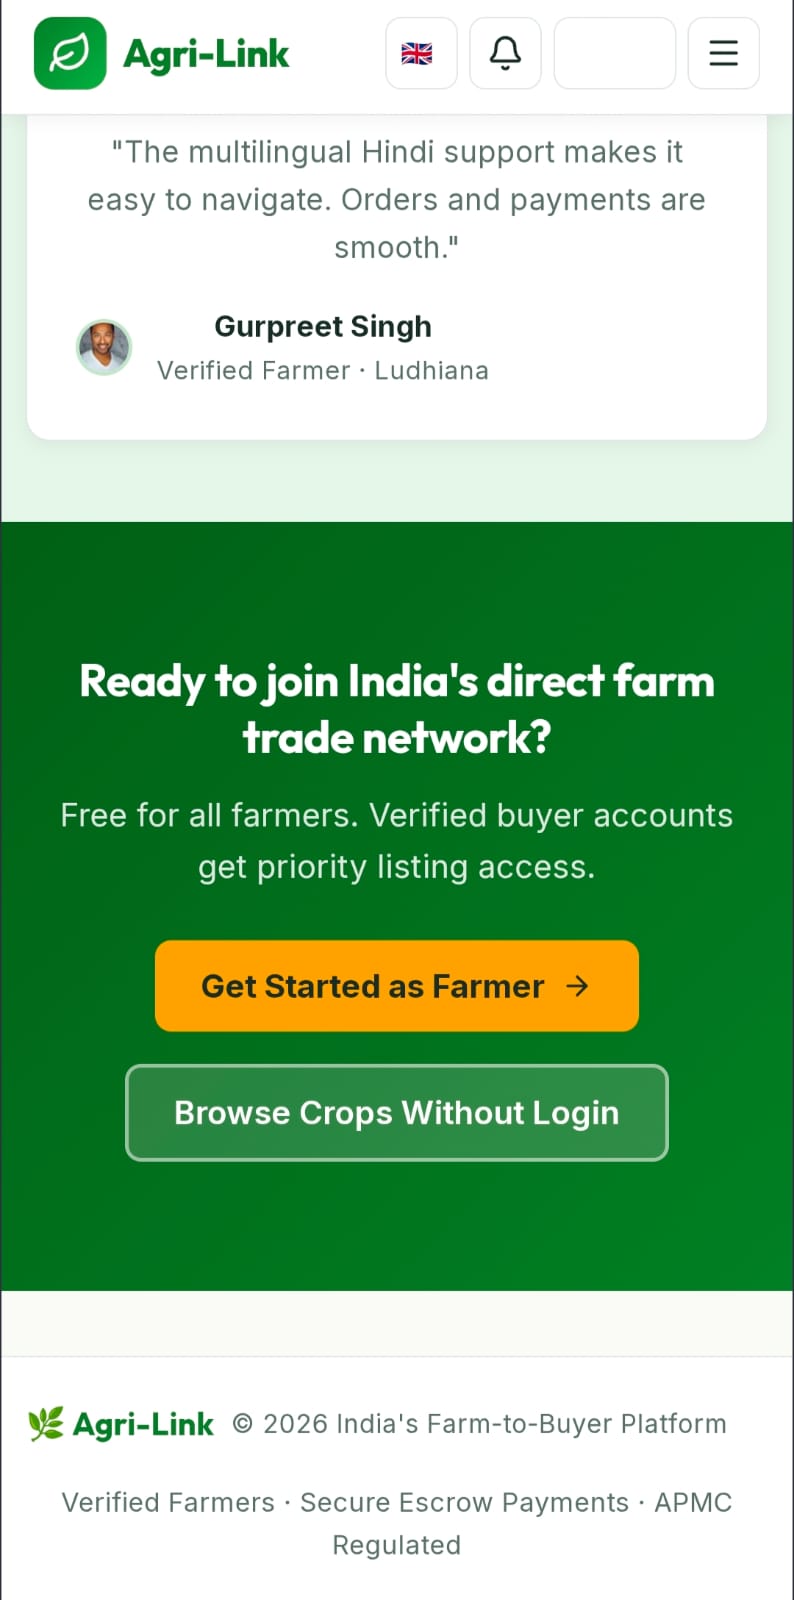 Agri-Link
"The multilingual Hindi support makes it
easy to navigate. Orders and payments are
smooth."
Gurpreet Singh
Verified Farmer · Ludhiana
Ready to join India's direct farm
trade network?
Free for all farmers. Verified buyer accounts
get priority listing access.
Get Started as Farmer →
Browse Crops Without Login
🌿 Agri-Link © 2026 India's Farm-to-Buyer Platform
Verified Farmers · Secure Escrow Payments · APMC
Regulated